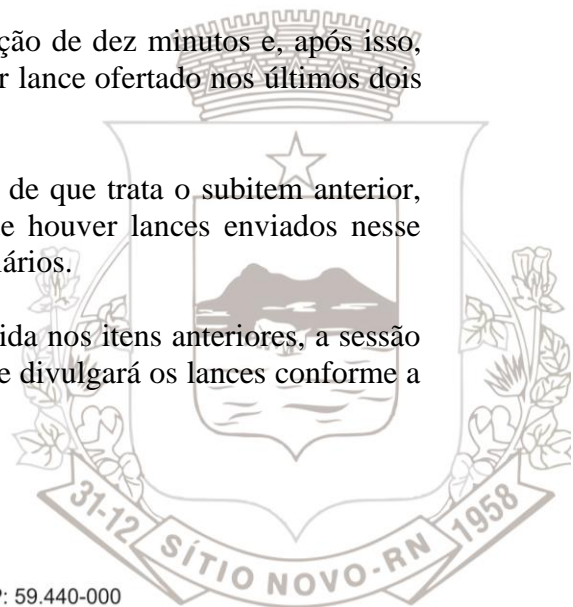 ção de dez minutos e, após isso,
r lance ofertado nos últimos dois
de que trata o subitem anterior,
e houver lances enviados nesse
ários.
ida nos itens anteriores, a sessão
e divulgará os lances conforme a
31-12 SÍTIO NOVO-RN 1958
: 59.440-000